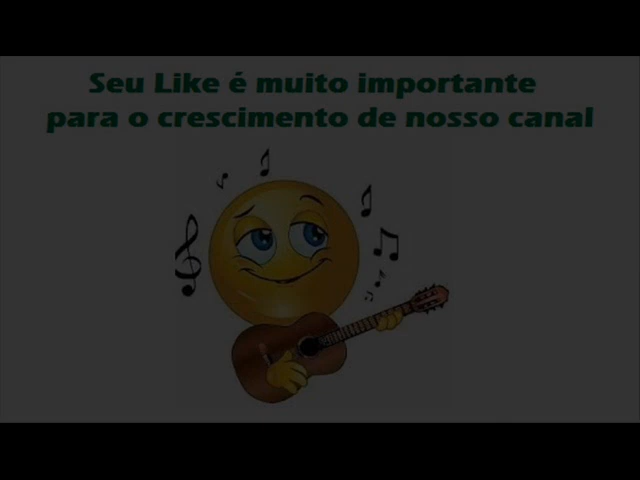 Seu Like é muito importante
para o crescimento de nosso canal